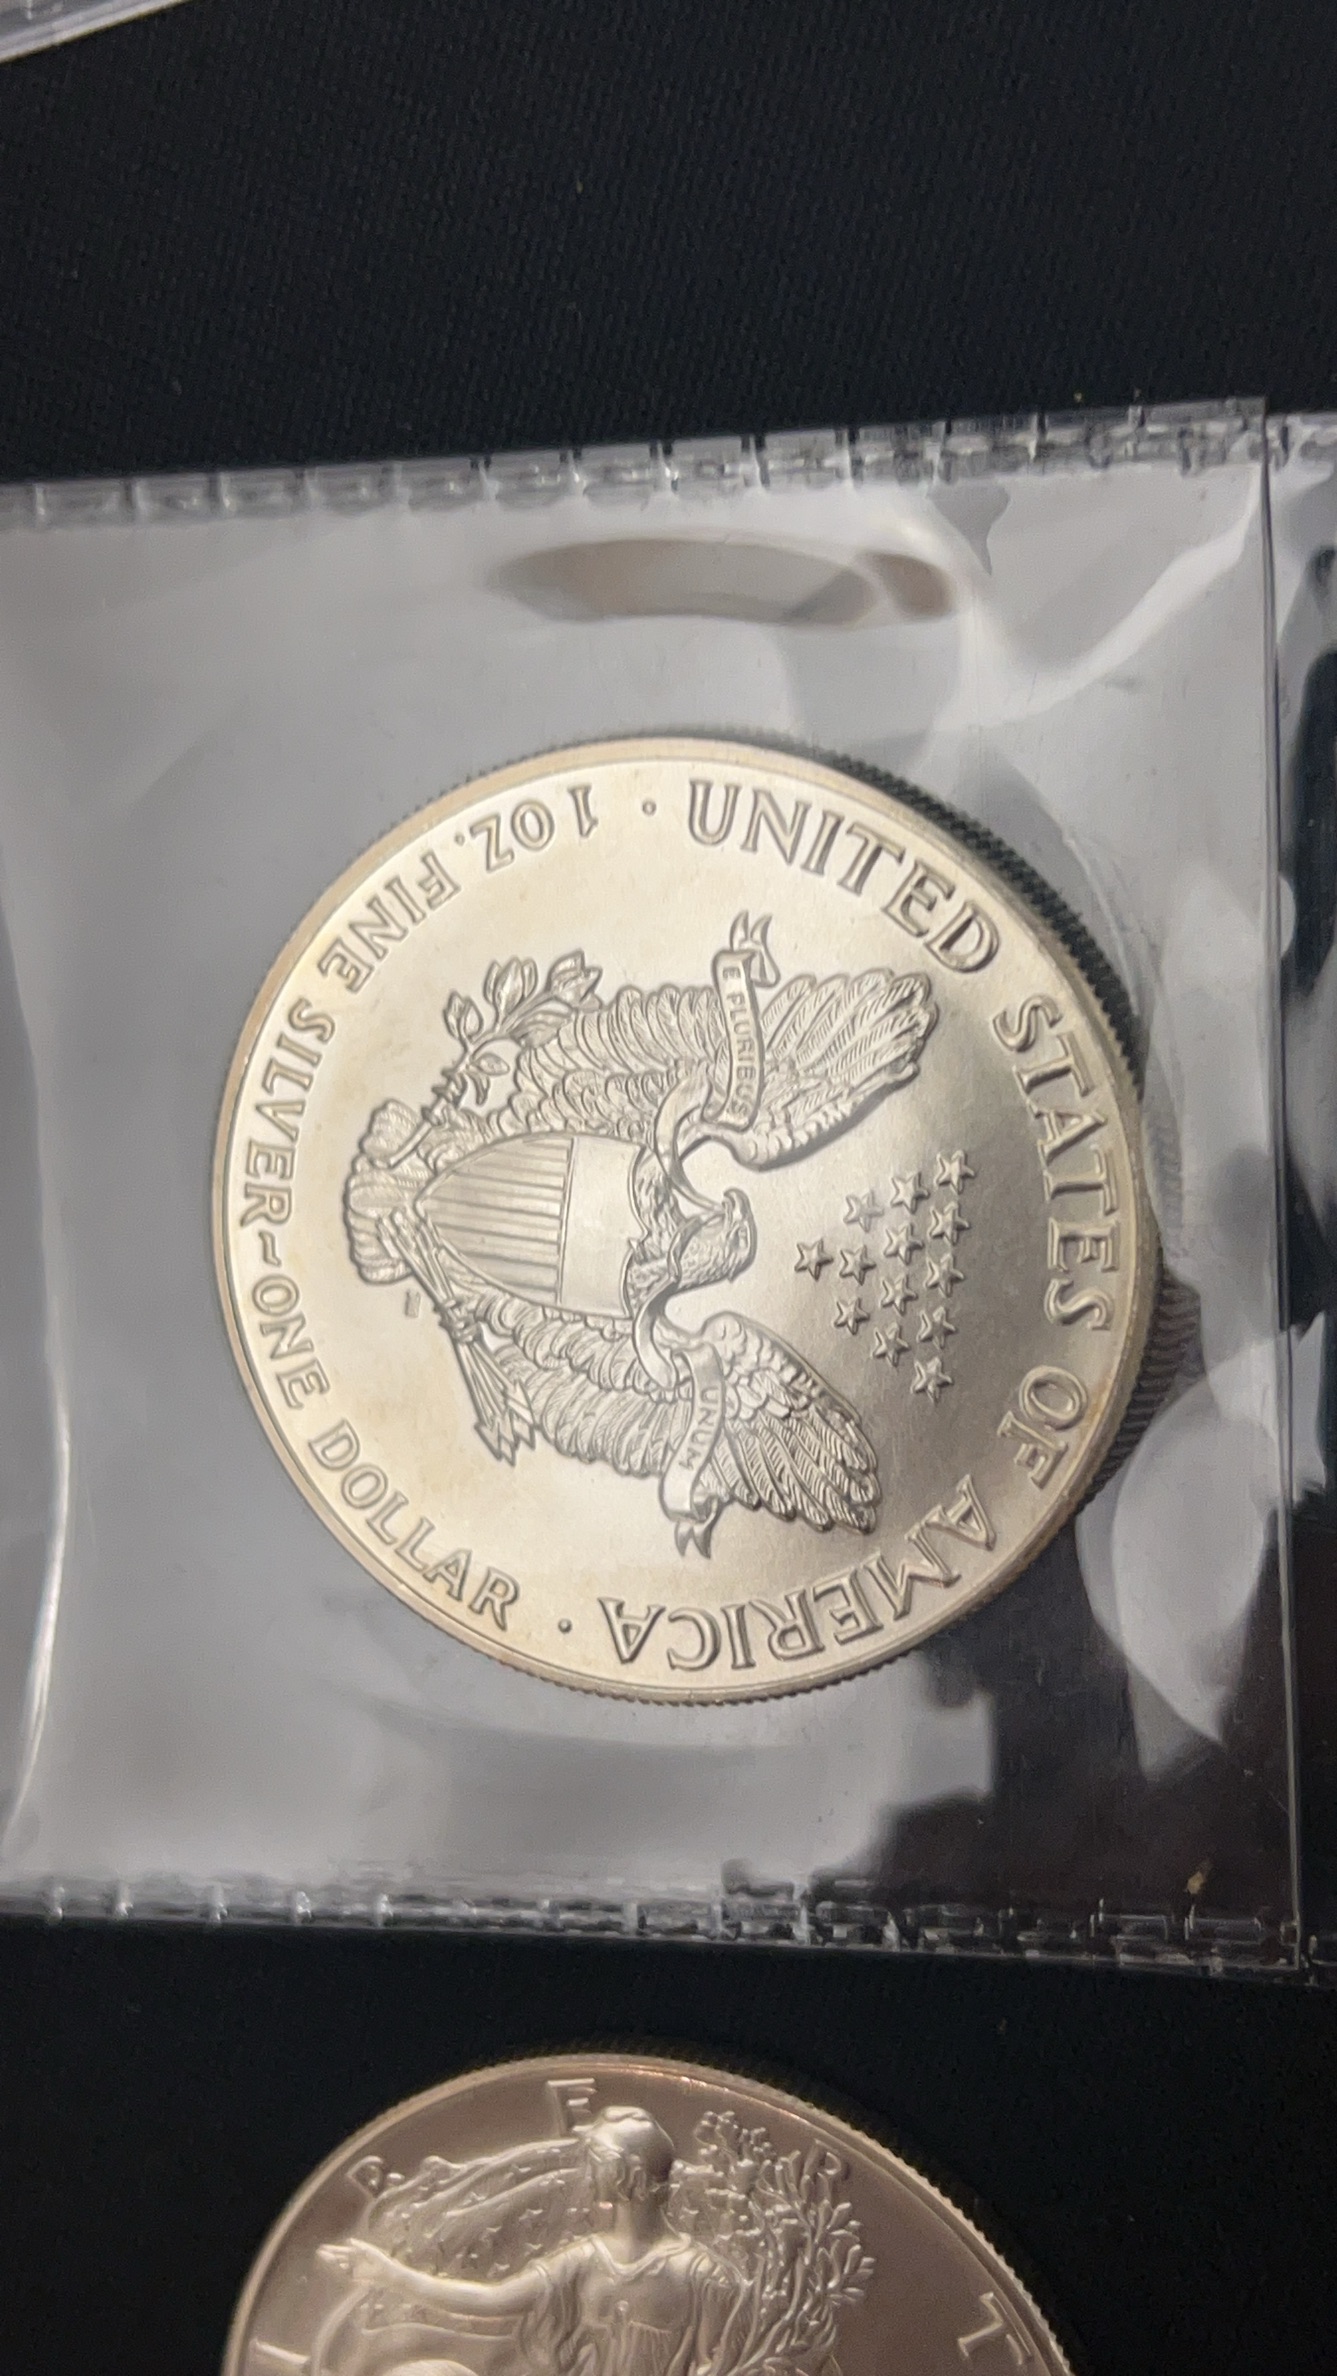 UNITED STATES OF AMERICA
E PLURIBUS
UNUM
· 1 OZ. FINE SILVER~ONE DOLLAR ·
I B E R T